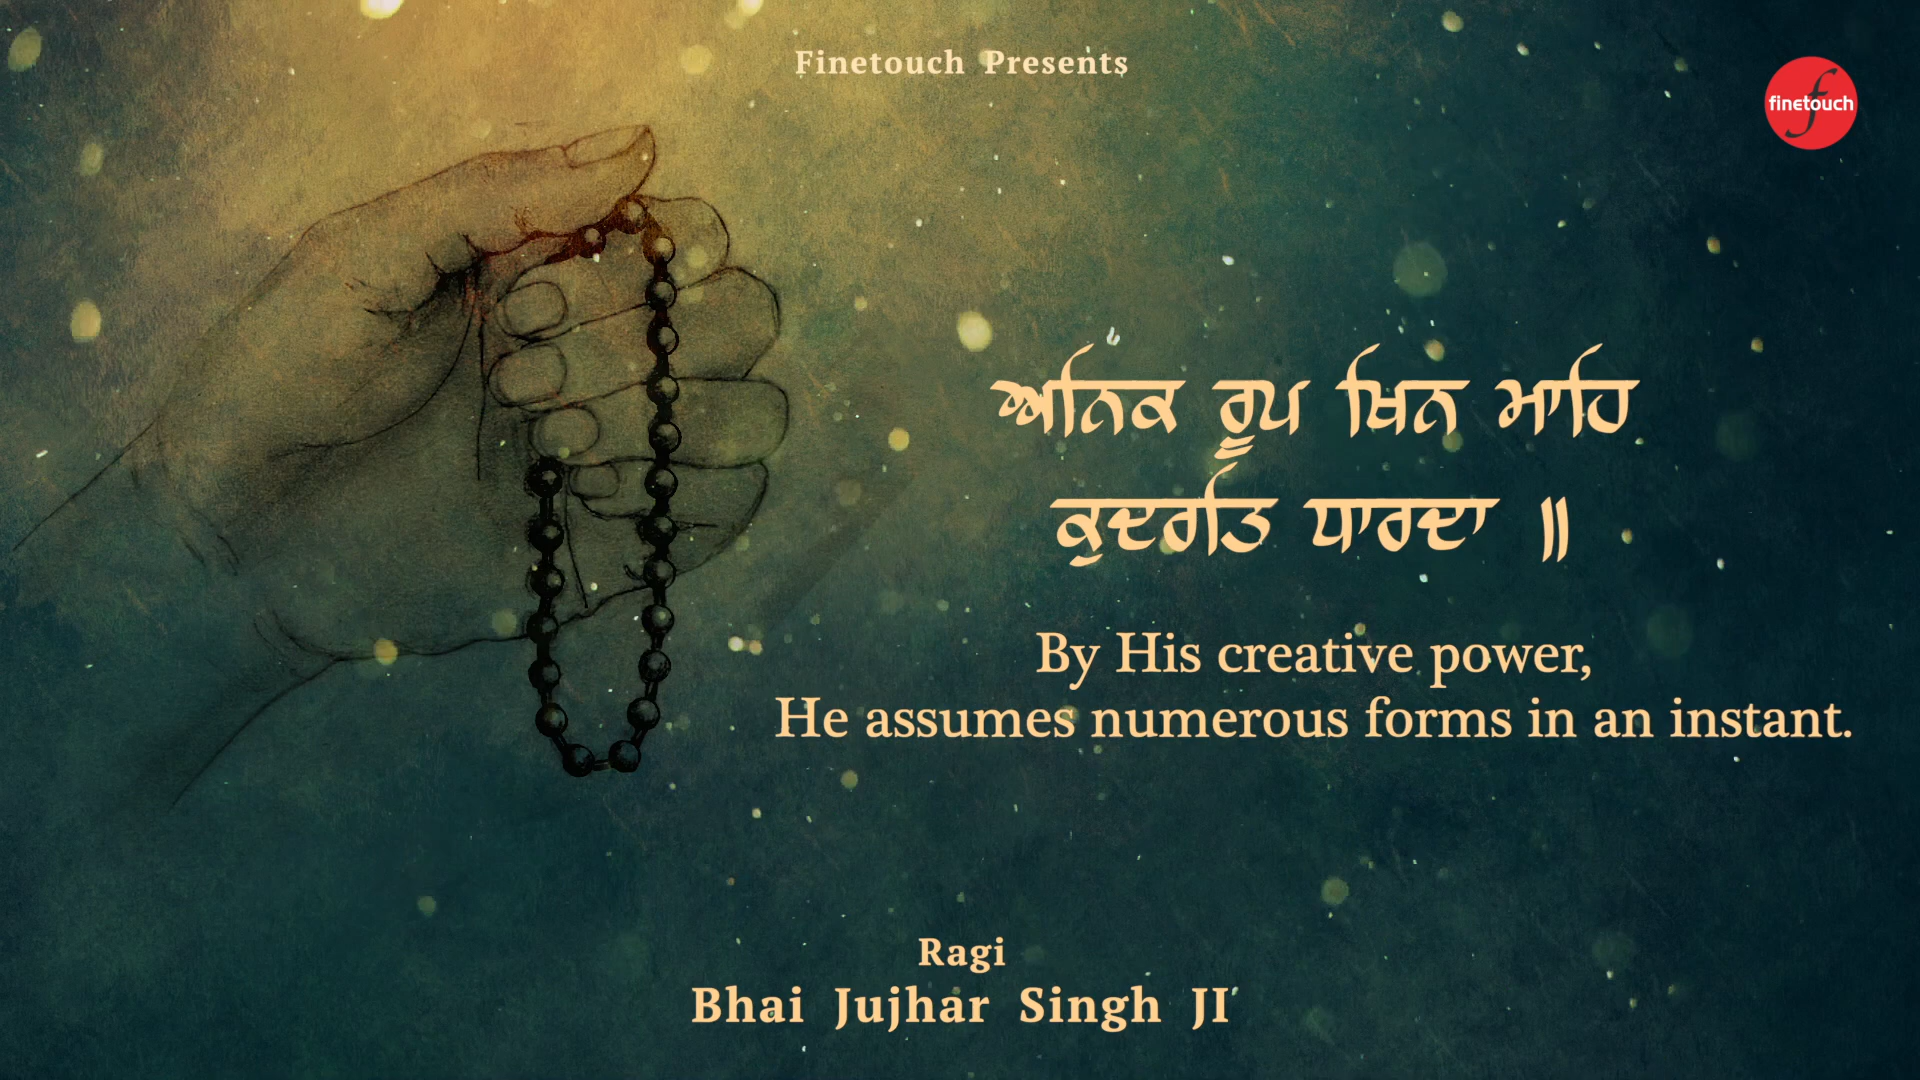 Finetouch Presents
finetouch
ਅਨਿਕ ਰੂਪ ਖਿਨ ਮਾਹਿ
ਕੁਦਰਤਿ ਧਾਰਦਾ ॥
By His creative power,
He assumes numerous forms in an instant.
Ragi
Bhai Jujhar Singh JI